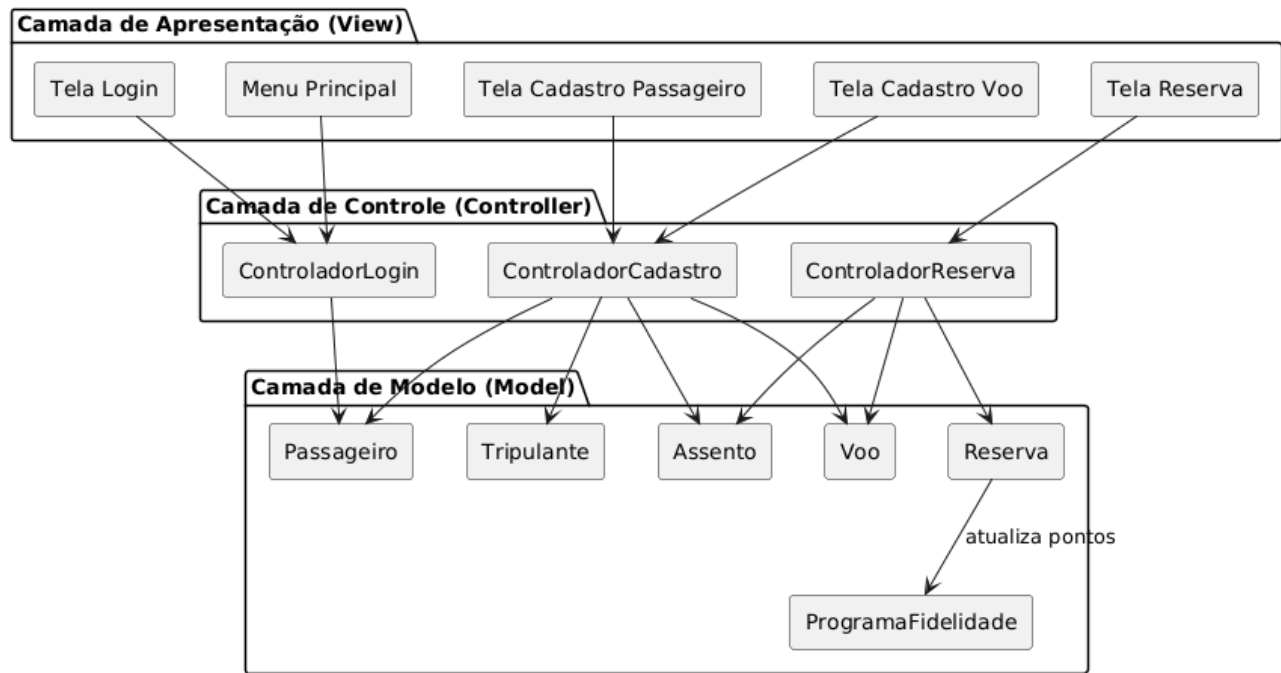 Camada de Apresentação (View)
Tela Login
Menu Principal
Tela Cadastro Passageiro
Tela Cadastro Voo
Tela Reserva
Camada de Controle (Controller)
ControladorLogin
ControladorCadastro
ControladorReserva
Camada de Modelo (Model)
Passageiro
Tripulante
Assento
Voo
Reserva
atualiza pontos
ProgramaFidelidade